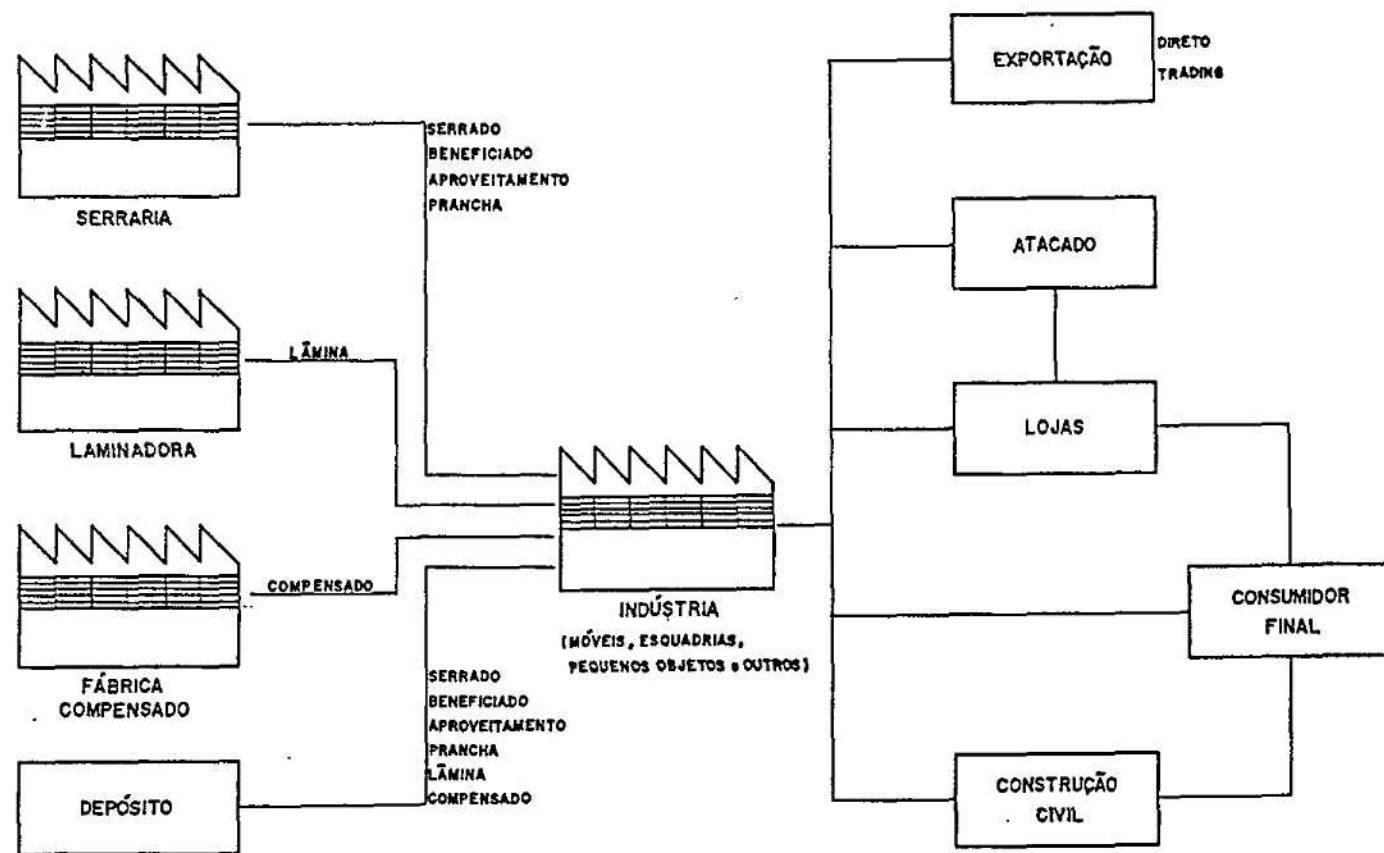 SERRARIA
SERRADO
BENEFICIADO
APROVEITAMENTO
PRANCHA
LÂMINA
LAMINADORA
COMPENSADO
FÁBRICA
COMPENSADO
DEPÓSITO
SERRADO
BENEFICIADO
APROVEITAMENTO
PRANCHA
LÂMINA
COMPENSADO
INDÚSTRIA
(MÓVEIS, ESQUADRIAS,
PEQUENOS OBJETOS e OUTROS)
EXPORTAÇÃO
DIRETO
TRADING
ATACADO
LOJAS
CONSUMIDOR
FINAL
CONSTRUÇÃO
CIVIL